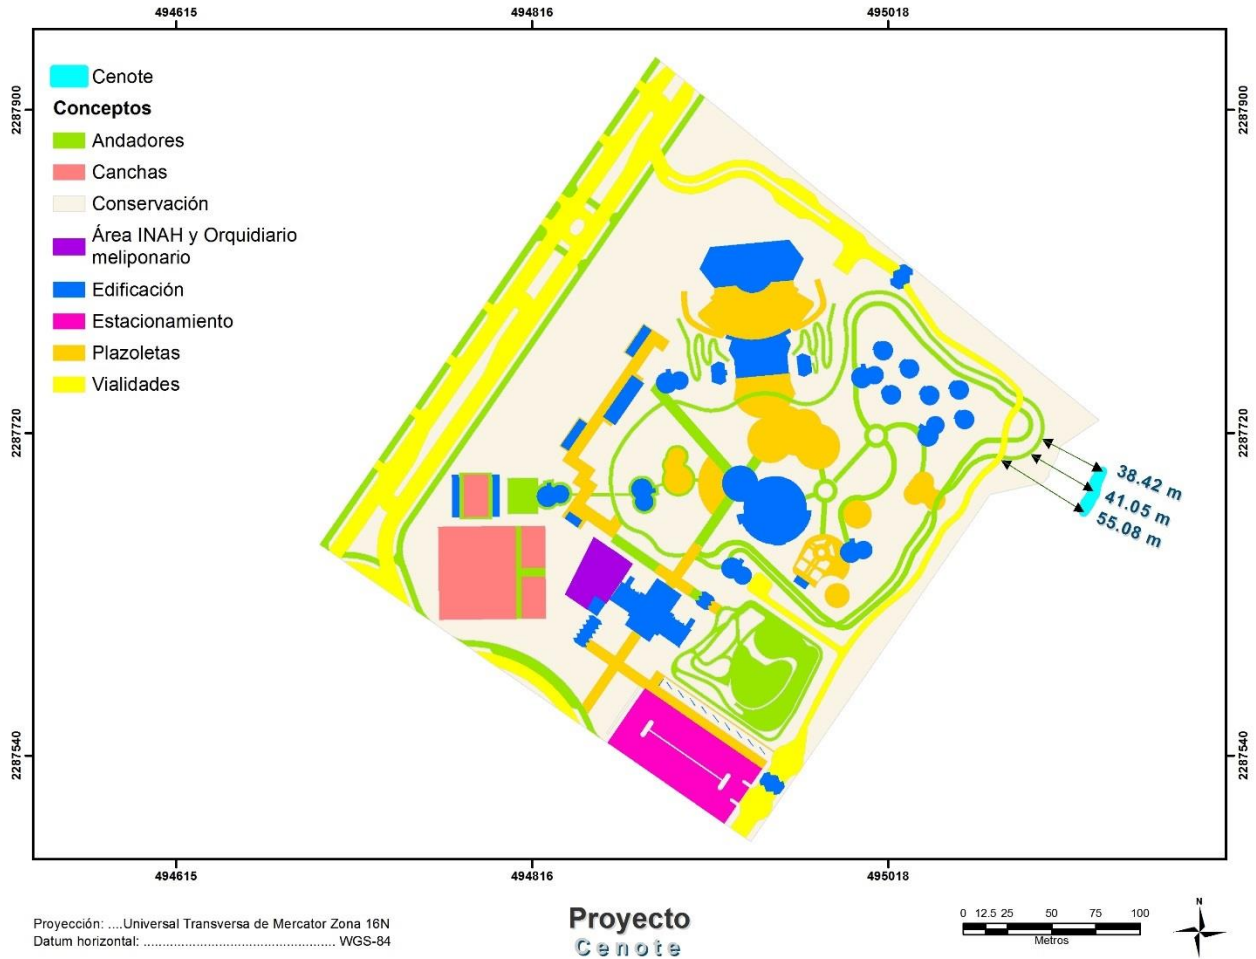 494615 494816 495018
2287900 2287900
Cenote
Conceptos
Andadores
Canchas
Conservación
Área INAH y Orquidiario
meliponario
Edificación
Estacionamiento
Plazoletas
Vialidades
2287720 2287720
38.42 m
41.05 m
55.08 m
2287540 2287540
494615 494816 495018
Proyección: ....Universal Transversa de Mercator Zona 16N
Datum horizontal: .................................................. WGS-84
Proyecto
Cenote
0 12.5 25 50 75 100
Metros
N